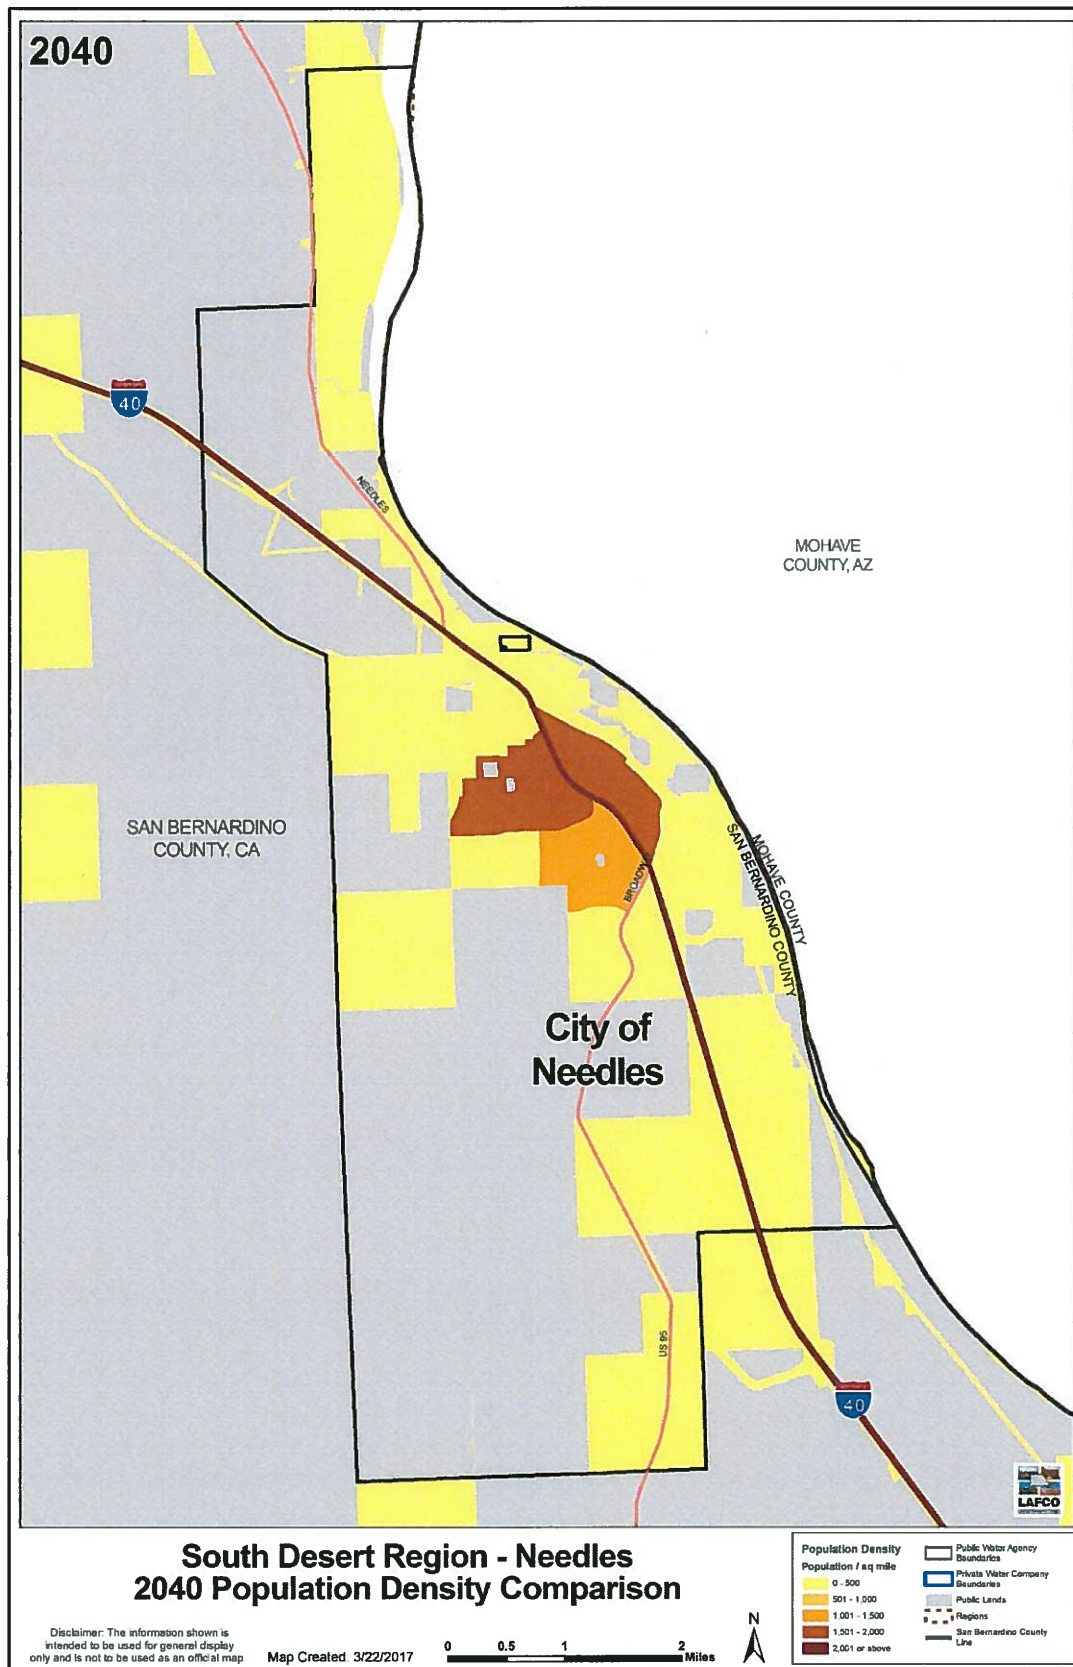 2040
40
NEEDLES
MOHAVE
COUNTY, AZ
SAN BERNARDINO
COUNTY, CA
MOHAVE COUNTY
SAN BERNARDINO COUNTY
BROADW
City of
Needles
US 95
40
LAFCO
South Desert Region - Needles
2040 Population Density Comparison
Disclaimer: The information shown is
intended to be used for general display
only and is not to be used as an official map
Map Created: 3/22/2017
0 0.5 1 2
Miles
N
Population Density
Population / sq mile
0 - 500
501 - 1,000
1,001 - 1,500
1,501 - 2,000
2,001 or above
Public Water Agency
Boundaries
Private Water Company
Boundaries
Public Lands
Regions
San Bernardino County
Line